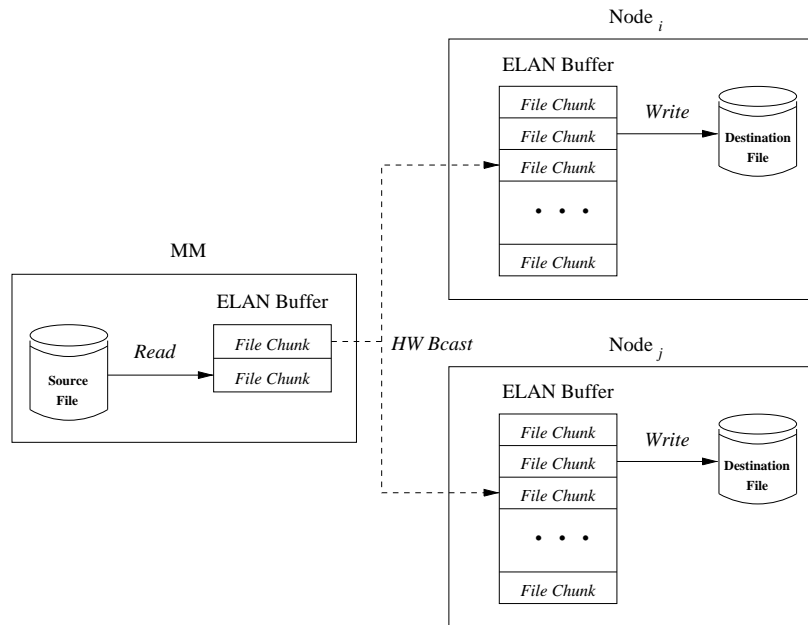 Node i
ELAN Buffer
File Chunk
File Chunk
File Chunk
• • •
File Chunk
Write
Destination
File
MM
ELAN Buffer
File Chunk
File Chunk
Read
Source
File
HW Bcast
Node j
ELAN Buffer
File Chunk
File Chunk
File Chunk
• • •
File Chunk
Write
Destination
File